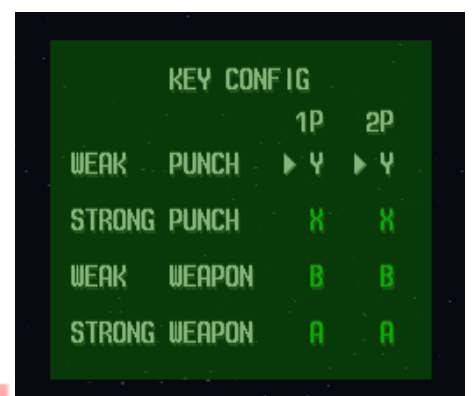 KEY CONFIG
1P 2P
WEAK PUNCH ▶ Y ▶ Y
STRONG PUNCH X X
WEAK WEAPON B B
STRONG WEAPON A A